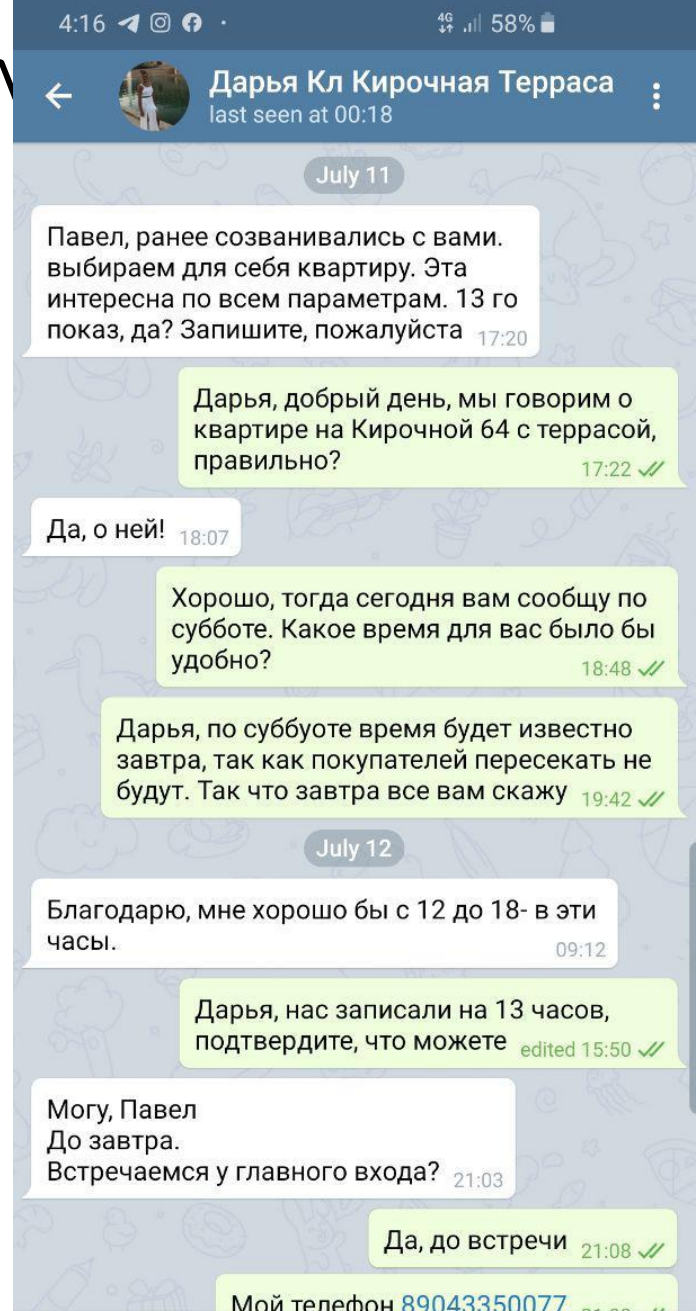 4:16
4G 58%
Дарья Кл Кирочная Терраса
last seen at 00:18
July 11
Павел, ранее созванивались с вами.
выбираем для себя квартиру. Эта
интересна по всем параметрам. 13 го
показ, да? Запишите, пожалуйста 17:20
Дарья, добрый день, мы говорим о
квартире на Кирочной 64 с террасой,
правильно? 17:22
Да, о ней! 18:07
Хорошо, тогда сегодня вам сообщу по
субботе. Какое время для вас было бы
удобно? 18:48
Дарья, по суббуоте время будет известно
завтра, так как покупателей пересекать не
будут. Так что завтра все вам скажу 19:42
July 12
Благодарю, мне хорошо бы с 12 до 18- в эти
часы. 09:12
Дарья, нас записали на 13 часов,
подтвердите, что можете edited 15:50
Могу, Павел
До завтра.
Встречаемся у главного входа? 21:03
Да, до встречи 21:08
Мой телефон 89043350077